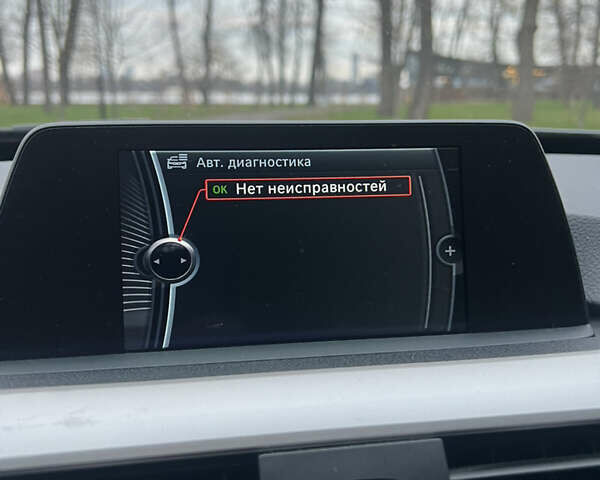 Авт. диагностика
OK Нет неисправностей